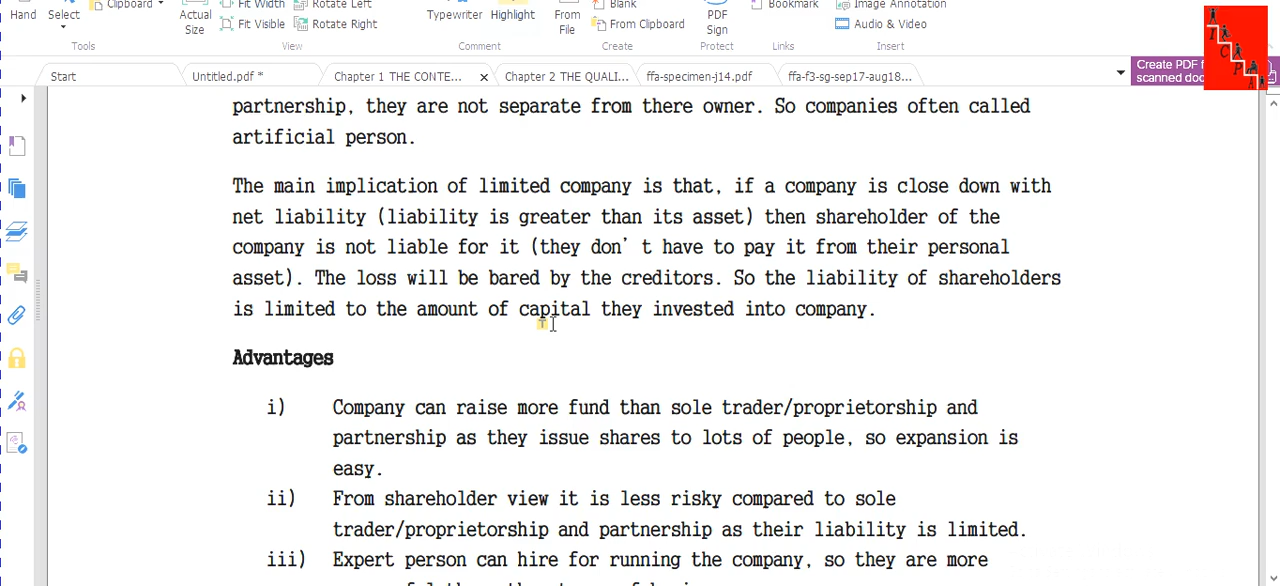 Hand
Select
Actual
Size
Clipboard
Fit Width
Fit Visible
Rotate Left
Rotate Right
Typewriter
Highlight
From
File
Blank
From Clipboard
PDF
Sign
Bookmark
Image Annotation
Audio & Video
Tools
View
Comment
Create
Protect
Links
Insert
Start
Untitled.pdf *
Chapter 1 THE CONTE...
Chapter 2 THE QUALI...
ffa-specimen-j14.pdf
ffa-f3-sg-sep17-aug18...
Create PDF f
scanned doc
T
C
P
A
partnership, they are not separate from there owner. So companies often called
artificial person.
The main implication of limited company is that, if a company is close down with
net liability (liability is greater than its asset) then shareholder of the
company is not liable for it (they don' t have to pay it from their personal
asset). The loss will be bared by the creditors. So the liability of shareholders
is limited to the amount of capital they invested into company.
Advantages
i) Company can raise more fund than sole trader/proprietorship and
partnership as they issue shares to lots of people, so expansion is
easy.
ii) From shareholder view it is less risky compared to sole
trader/proprietorship and partnership as their liability is limited.
iii) Expert person can hire for running the company, so they are more